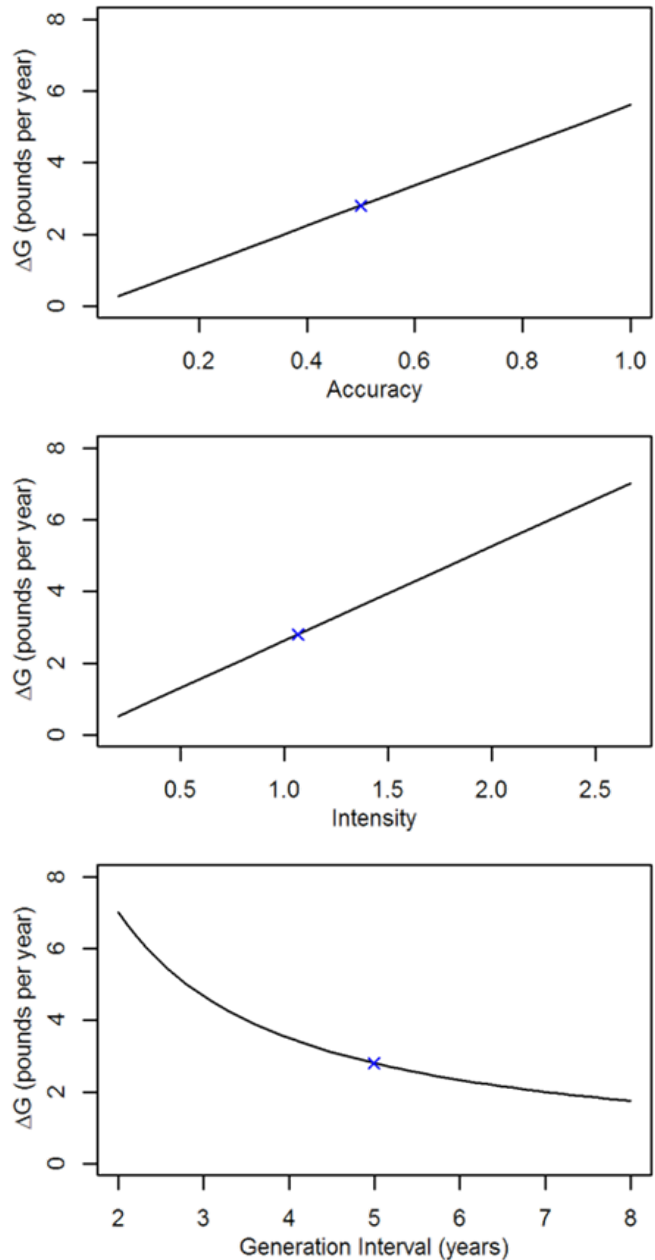 ΔG (pounds per year)
8
6
4
2
0
0.2 0.4 0.6 0.8 1.0
Accuracy
ΔG (pounds per year)
8
6
4
2
0
0.5 1.0 1.5 2.0 2.5
Intensity
ΔG (pounds per year)
8
6
4
2
0
2 3 4 5 6 7 8
Generation Interval (years)